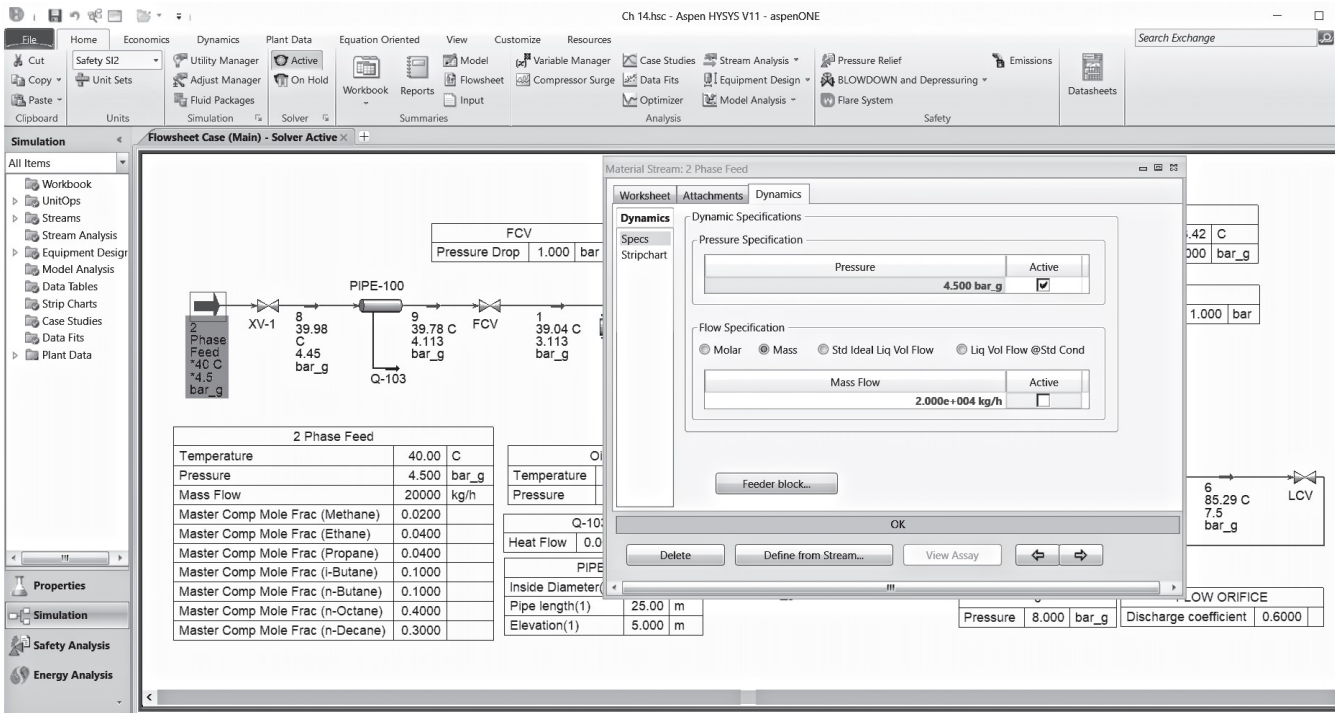 Ch 14.hsc - Aspen HYSYS V11 - aspenONE
File Home Economics Dynamics Plant Data Equation Oriented View Customize Resources Search Exchange
Cut Safety SI2 Utility Manager Active Model Variable Manager Case Studies Stream Analysis Pressure Relief Emissions
Copy Unit Sets Adjust Manager On Hold Workbook Reports Flowsheet Compressor Surge Data Fits Equipment Design BLOWDOWN and Depressuring Datasheets
Paste Fluid Packages Input Optimizer Model Analysis Flare System
Clipboard Units Simulation Solver Summaries Analysis Safety
Simulation
All Items
Workbook
UnitOps
Streams
Stream Analysis
Equipment Design
Model Analysis
Data Tables
Strip Charts
Case Studies
Data Fits
Plant Data
Properties
Simulation
Safety Analysis
Energy Analysis
Flowsheet Case (Main) - Solver Active
FCV
Pressure Drop 1.000 bar
PIPE-100
2
Phase
Feed
*40 C
*4.5
bar_g
XV-1
8
39.98
C
4.45
bar_g
9
39.78 C
4.113
bar_g
Q-103
FCV
1
39.04 C
3.113
bar_g
2 Phase Feed
Temperature 40.00 C
Pressure 4.500 bar_g
Mass Flow 20000 kg/h
Master Comp Mole Frac (Methane) 0.0200
Master Comp Mole Frac (Ethane) 0.0400
Master Comp Mole Frac (Propane) 0.0400
Master Comp Mole Frac (i-Butane) 0.1000
Master Comp Mole Frac (n-Butane) 0.1000
Master Comp Mole Frac (n-Octane) 0.4000
Master Comp Mole Frac (n-Decane) 0.3000
Oi
Temperature
Pressure
Q-103
Heat Flow 0.0
PIPE
Inside Diameter(
Pipe length(1) 25.00 m
Elevation(1) 5.000 m
Material Stream: 2 Phase Feed
Worksheet Attachments Dynamics
Dynamics
Specs
Stripchart
Dynamic Specifications
Pressure Specification
Pressure Active
4.500 bar_g
Flow Specification
Molar Mass Std Ideal Liq Vol Flow Liq Vol Flow @Std Cond
Mass Flow Active
2.000e+004 kg/h
Feeder block...
OK
Delete Define from Stream... View Assay
.42 C
000 bar_g
1.000 bar
6
85.29 C
7.5
bar_g
LCV
Pressure 8.000 bar_g
FLOW ORIFICE
Discharge coefficient 0.6000